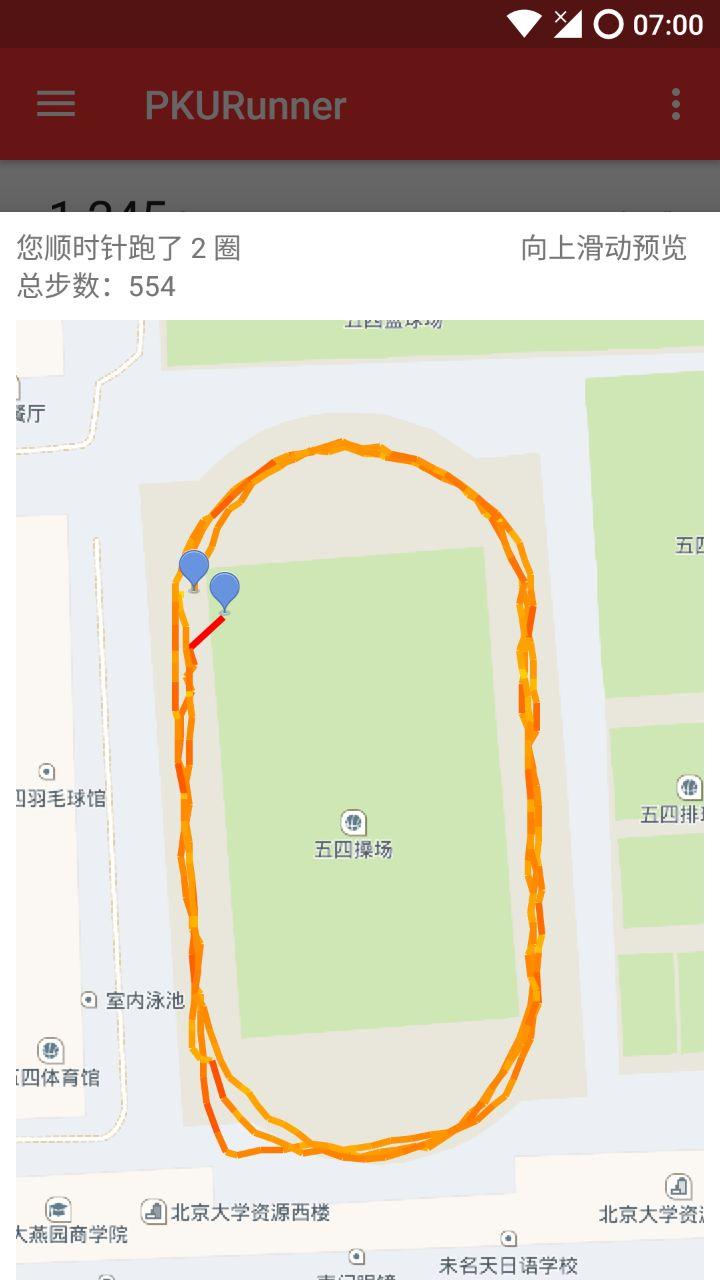 07:00
PKURunner
您顺时针跑了 2 圈
向上滑动预览
总步数：554
五四篮球场
餐厅
五四
四羽毛球馆
五四排
五四操场
室内泳池
四体育馆
北京大学资源西楼
北京大学资
大燕园商学院
未名天日语学校